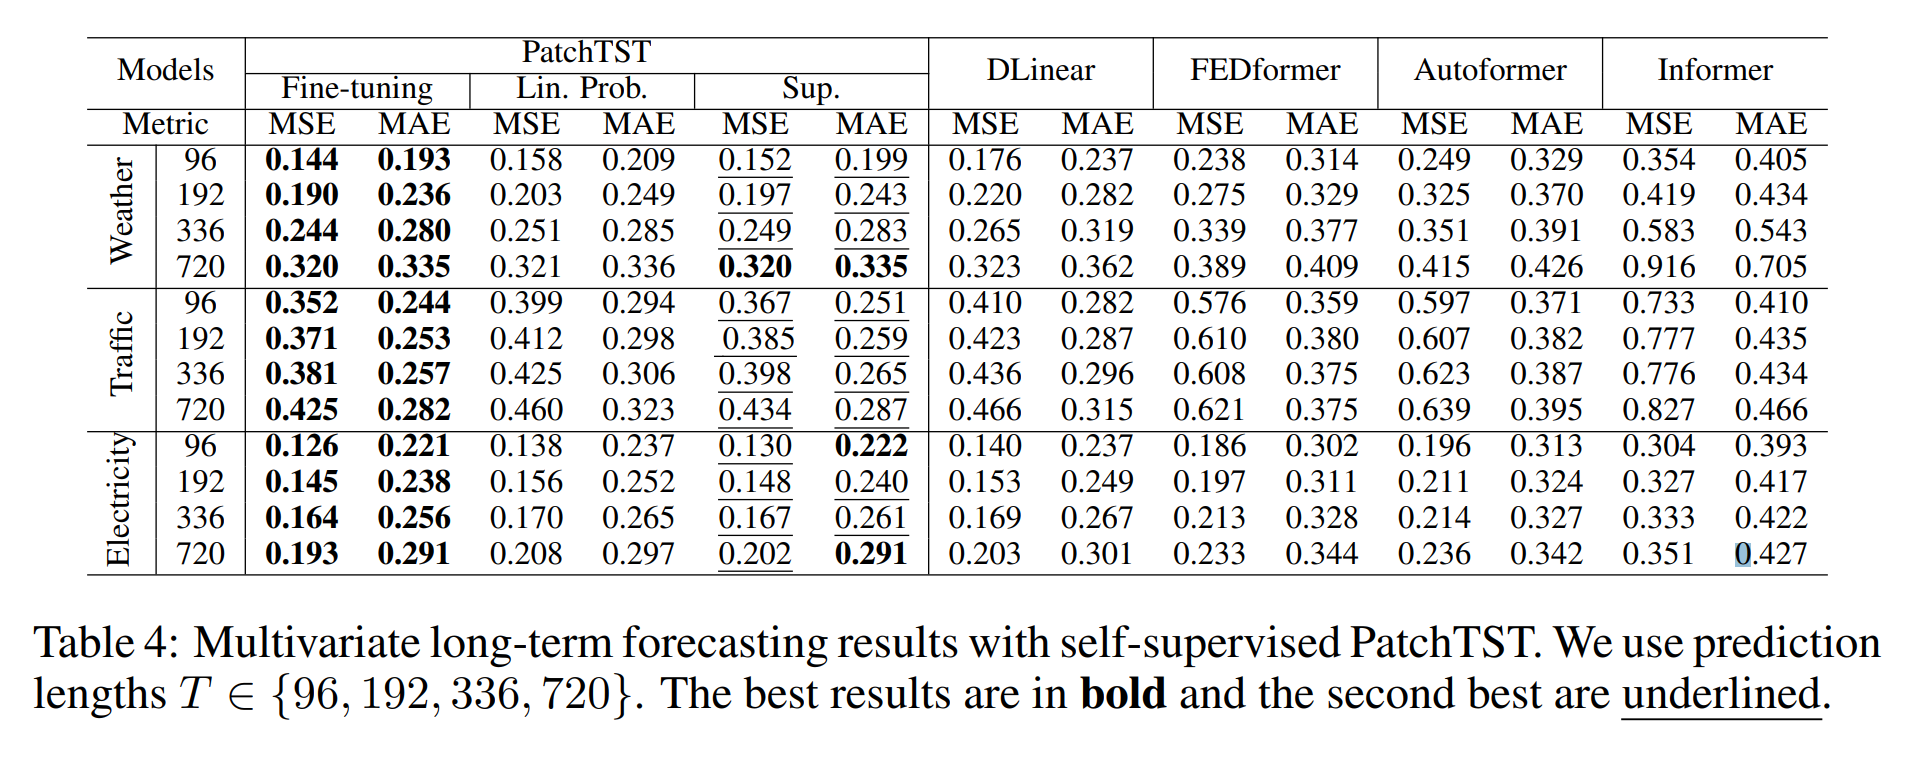 Models PatchTST DLinear FEDformer Autoformer Informer
Fine-tuning Lin. Prob. Sup.
Metric MSE MAE MSE MAE MSE MAE MSE MAE MSE MAE MSE MAE MSE MAE
Weather
96 0.144 0.193 0.158 0.209 0.152 0.199 0.176 0.237 0.238 0.314 0.249 0.329 0.354 0.405
192 0.190 0.236 0.203 0.249 0.197 0.243 0.220 0.282 0.275 0.329 0.325 0.370 0.419 0.434
336 0.244 0.280 0.251 0.285 0.249 0.283 0.265 0.319 0.339 0.377 0.351 0.391 0.583 0.543
720 0.320 0.335 0.321 0.336 0.320 0.335 0.323 0.362 0.389 0.409 0.415 0.426 0.916 0.705
Traffic
96 0.352 0.244 0.399 0.294 0.367 0.251 0.410 0.282 0.576 0.359 0.597 0.371 0.733 0.410
192 0.371 0.253 0.412 0.298 0.385 0.259 0.423 0.287 0.610 0.380 0.607 0.382 0.777 0.435
336 0.381 0.257 0.425 0.306 0.398 0.265 0.436 0.296 0.608 0.375 0.623 0.387 0.776 0.434
720 0.425 0.282 0.460 0.323 0.434 0.287 0.466 0.315 0.621 0.375 0.639 0.395 0.827 0.466
Electricity
96 0.126 0.221 0.138 0.237 0.130 0.222 0.140 0.237 0.186 0.302 0.196 0.313 0.304 0.393
192 0.145 0.238 0.156 0.252 0.148 0.240 0.153 0.249 0.197 0.311 0.211 0.324 0.327 0.417
336 0.164 0.256 0.170 0.265 0.167 0.261 0.169 0.267 0.213 0.328 0.214 0.327 0.333 0.422
720 0.193 0.291 0.208 0.297 0.202 0.291 0.203 0.301 0.233 0.344 0.236 0.342 0.351 0.427
Table 4: Multivariate long-term forecasting results with self-supervised PatchTST. We use prediction
lengths T ∈ {96, 192, 336, 720}. The best results are in bold and the second best are underlined.